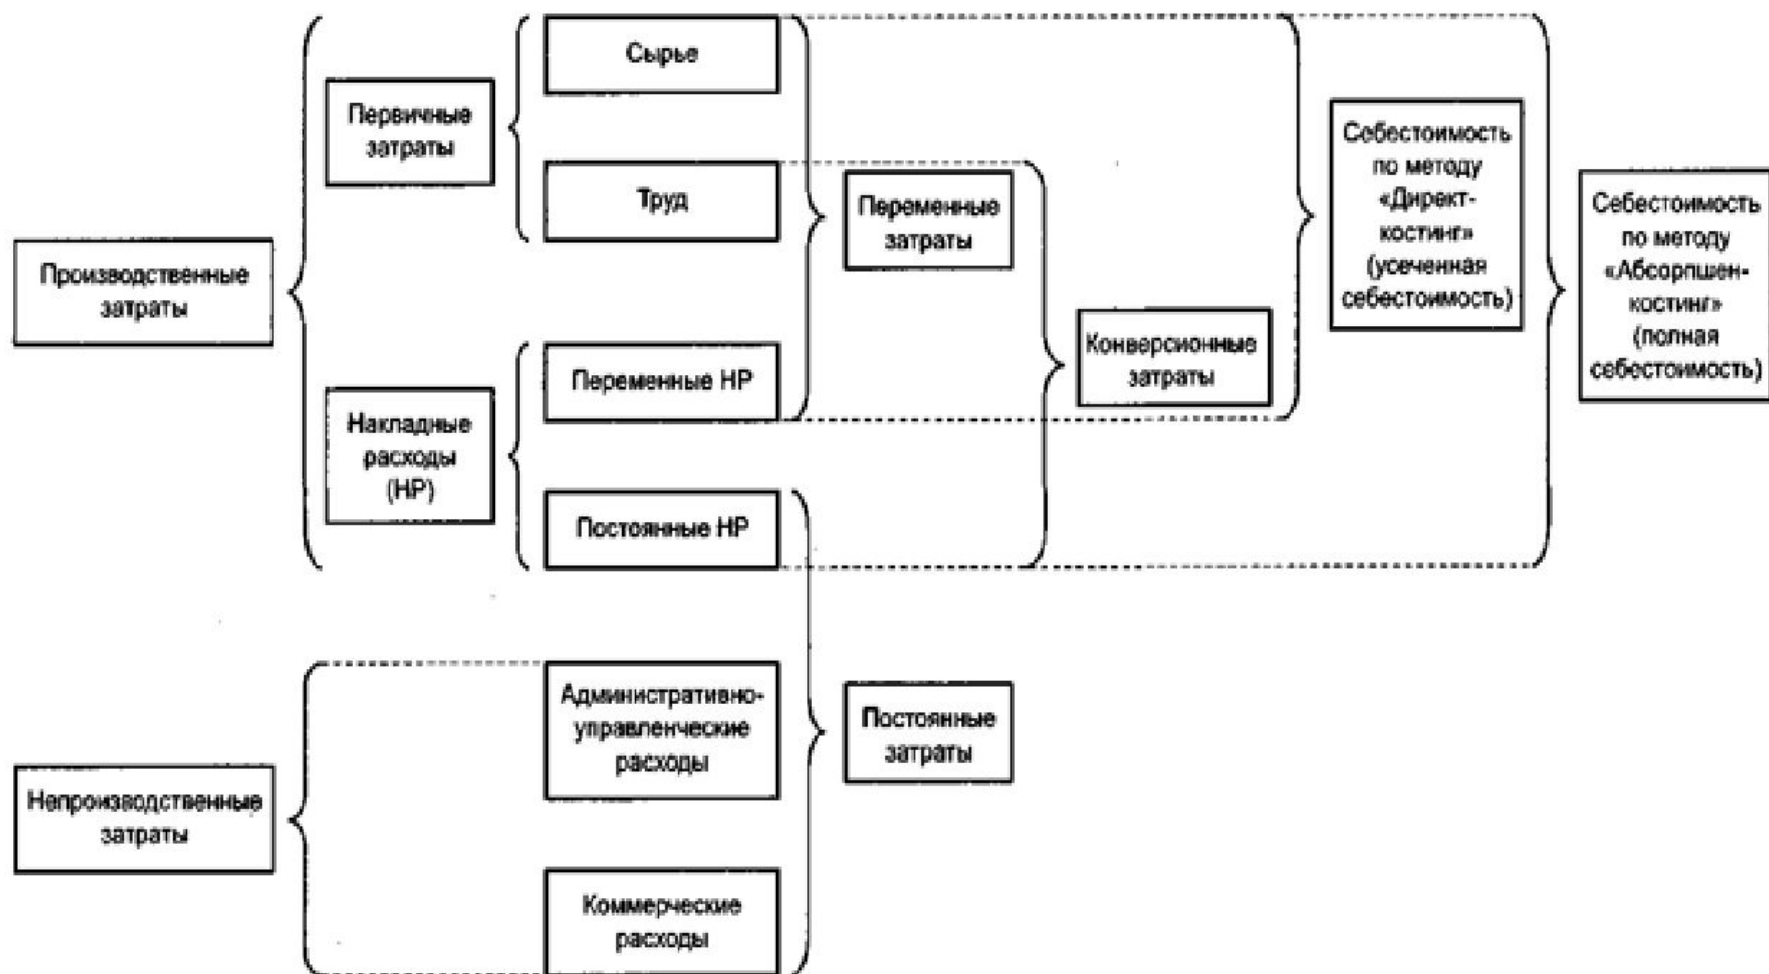 Сырье
Первичные
затраты
Труд
Производственные
затраты
Переменные НР
Накладные
расходы
(НР)
Постоянные НР
Переменные
затраты
Конверсионные
затраты
Себестоимость
по методу
«Директ-
костинг»
(усеченная
себестоимость)
Себестоимость
по методу
«Абсорпшен-
костинг»
(полная
себестоимость)
Непроизводственные
затраты
Административно-
управленческие
расходы
Коммерческие
расходы
Постоянные
затраты